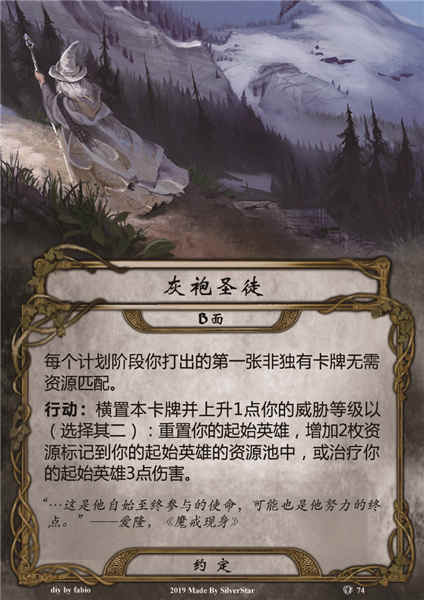 灰袍圣徒
B面
每个计划阶段你打出的第一张非独有卡牌无需
资源匹配。
行动：横置本卡牌并上升1点你的威胁等级以
（选择其二）：重置你的起始英雄，增加2枚资
源标记到你的起始英雄的资源池中，或治疗你
的起始英雄3点伤害。
“…这是他自始至终参与的使命，可能也是他努力的终
点。”——爱隆，《魔戒现身》
约定
diy by fabio
2019 Made By SilverStar
74